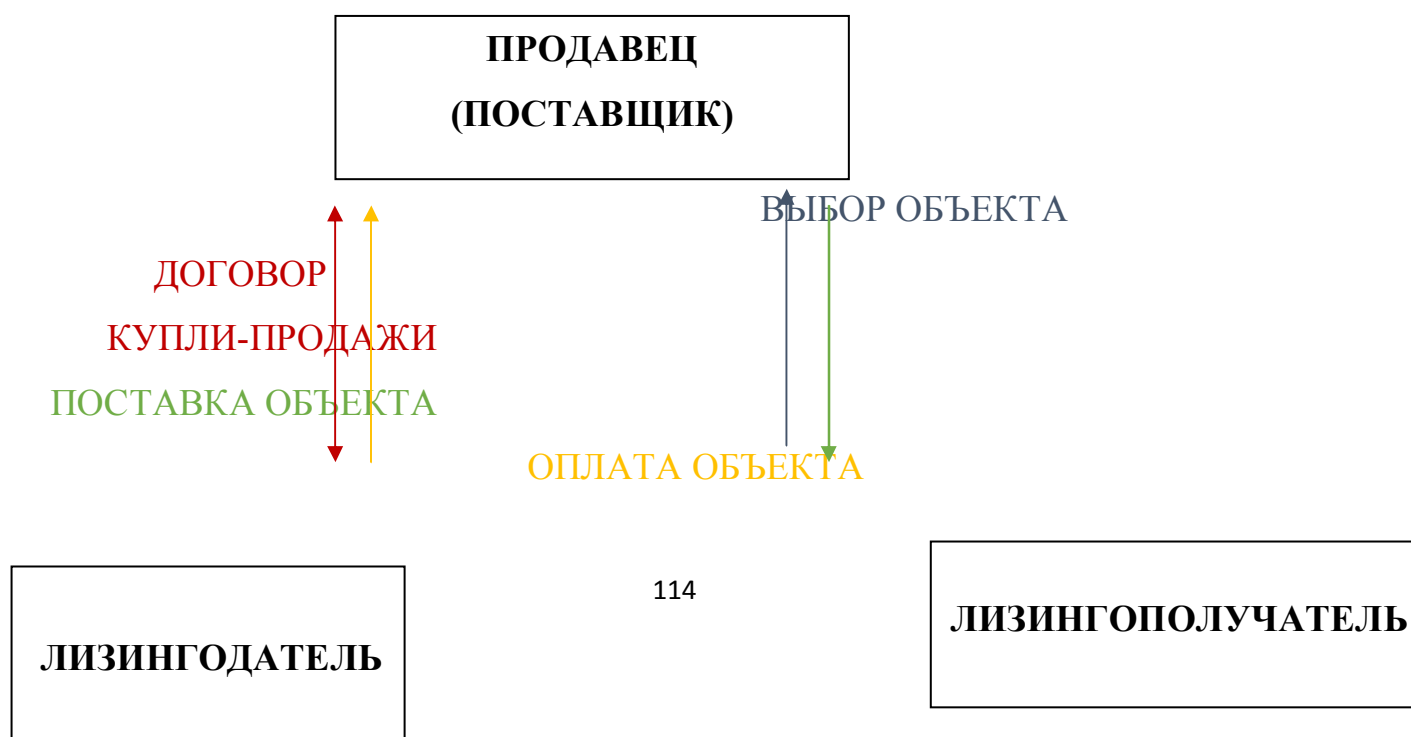 ПРОДАВЕЦ
(ПОСТАВЩИК)
ВЫБОР ОБЪЕКТА
ДОГОВОР
КУПЛИ-ПРОДАЖИ
ПОСТАВКА ОБЪЕКТА
ОПЛАТА ОБЪЕКТА
114
ЛИЗИНГОПОЛУЧАТЕЛЬ
ЛИЗИНГОДАТЕЛЬ